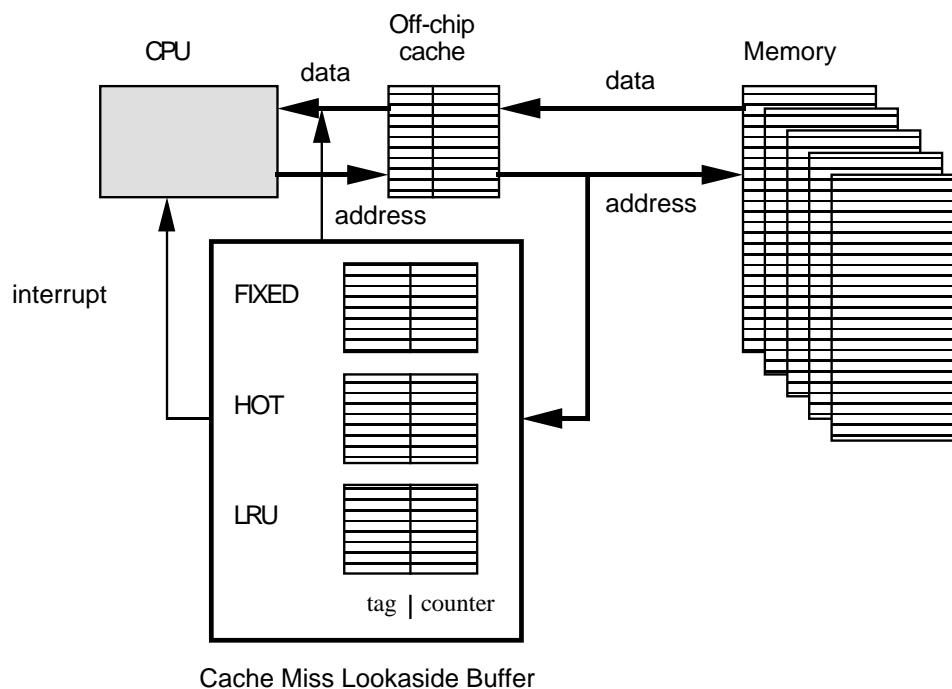 Off-chip
cache
CPU
Memory
data
data
address
address
interrupt
FIXED
HOT
LRU
tag | counter
Cache Miss Lookaside Buffer